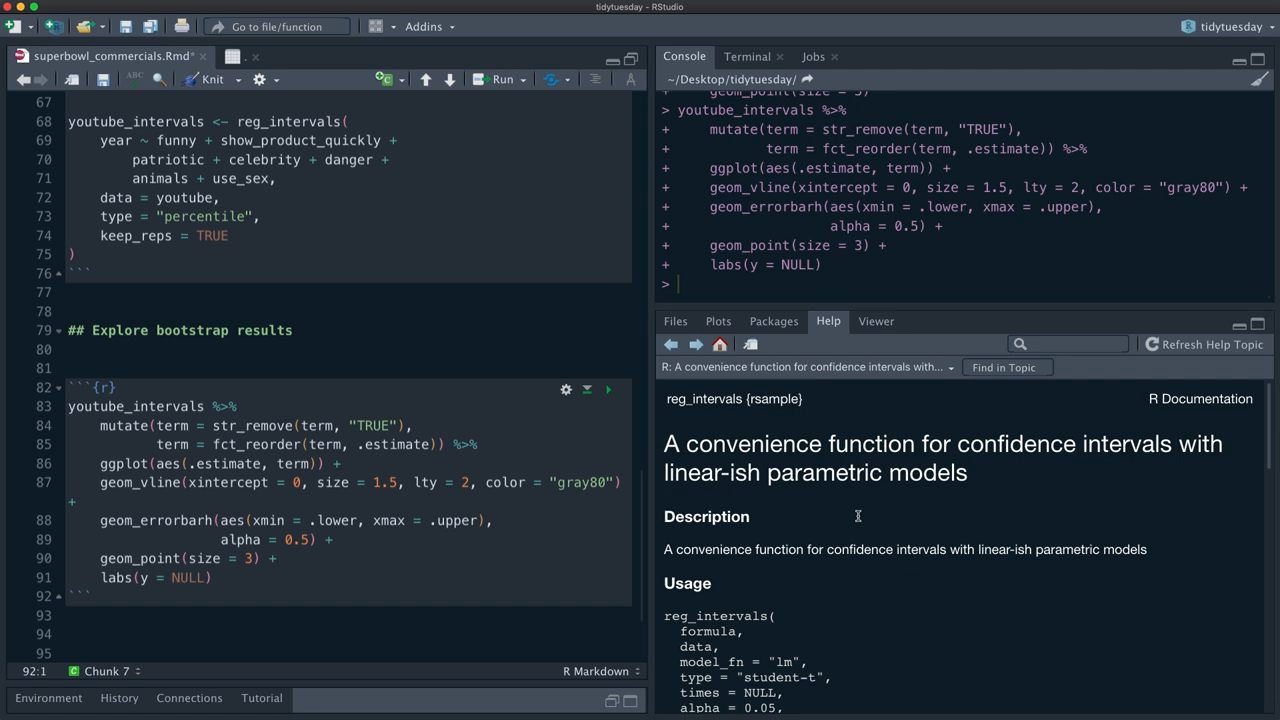 tidytuesday - RStudio
Go to file/function
Addins
tidytuesday
superbowl_commercials.Rmd*
.
ABC
Knit
Run
67
68 youtube_intervals <- reg_intervals(
69     year ~ funny + show_product_quickly +
70         patriotic + celebrity + danger +
71         animals + use_sex,
72     data = youtube,
73     type = "percentile",
74     keep_reps = TRUE
75 )
76 ```
77
78
79 ## Explore bootstrap results
80
81
82 ```{r}
83 youtube_intervals %>%
84     mutate(term = str_remove(term, "TRUE"),
85            term = fct_reorder(term, .estimate)) %>%
86     ggplot(aes(.estimate, term)) +
87     geom_vline(xintercept = 0, size = 1.5, lty = 2, color = "gray80")
+
88     geom_errorbarh(aes(xmin = .lower, xmax = .upper),
89                    alpha = 0.5) +
90     geom_point(size = 3) +
91     labs(y = NULL)
92 ```
93
94
95
92:1 Chunk 7
R Markdown
Environment History Connections Tutorial
Console Terminal Jobs
~/Desktop/tidytuesday/
+     geom_point(size = 3)
> youtube_intervals %>%
+     mutate(term = str_remove(term, "TRUE"),
+            term = fct_reorder(term, .estimate)) %>%
+     ggplot(aes(.estimate, term)) +
+     geom_vline(xintercept = 0, size = 1.5, lty = 2, color = "gray80") +
+     geom_errorbarh(aes(xmin = .lower, xmax = .upper),
+                    alpha = 0.5) +
+     geom_point(size = 3) +
+     labs(y = NULL)
>
Files Plots Packages Help Viewer
Refresh Help Topic
R: A convenience function for confidence intervals with...
Find in Topic
reg_intervals {rsample}
R Documentation
A convenience function for confidence intervals with
linear-ish parametric models
Description
A convenience function for confidence intervals with linear-ish parametric models
Usage
reg_intervals(
  formula,
  data,
  model_fn = "lm",
  type = "student-t",
  times = NULL,
  alpha = 0.05,